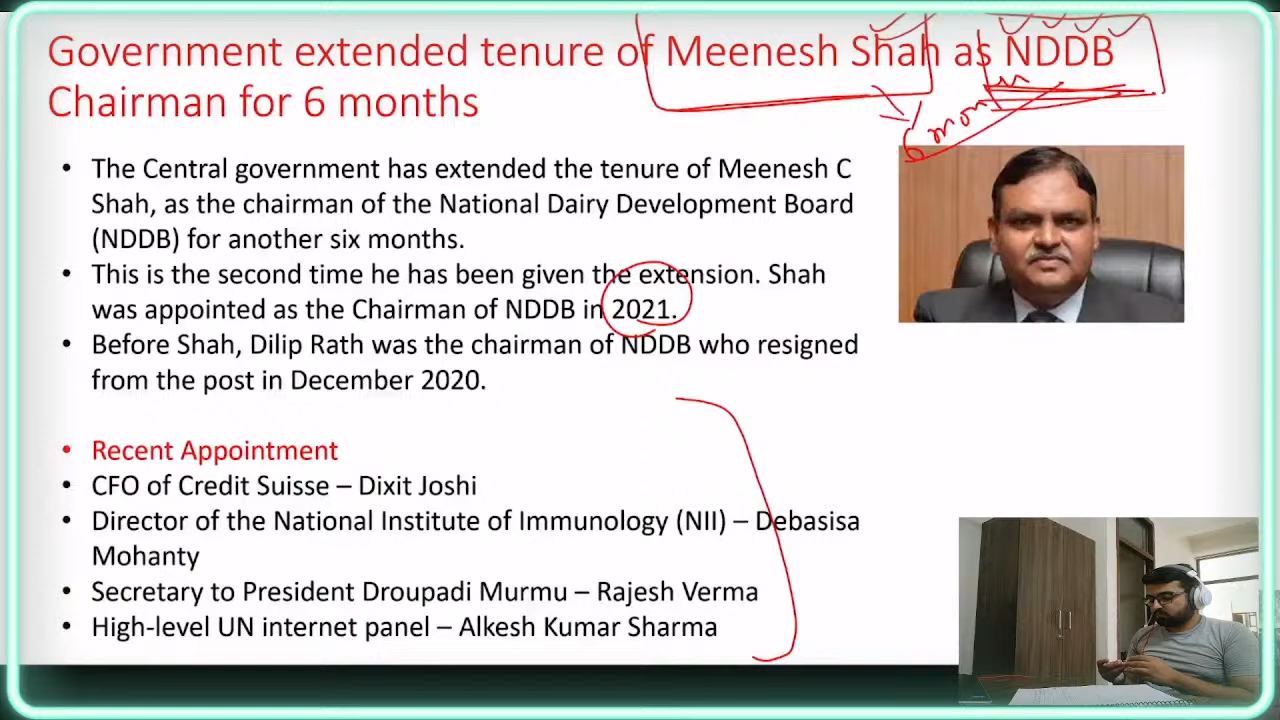 Government extended tenure of Meenesh Shah as NDDB
Chairman for 6 months
6 month
• The Central government has extended the tenure of Meenesh C
Shah, as the chairman of the National Dairy Development Board
(NDDB) for another six months.
• This is the second time he has been given the extension. Shah
was appointed as the Chairman of NDDB in 2021.
• Before Shah, Dilip Rath was the chairman of NDDB who resigned
from the post in December 2020.
• Recent Appointment
• CFO of Credit Suisse – Dixit Joshi
• Director of the National Institute of Immunology (NII) – Debasisa
Mohanty
• Secretary to President Droupadi Murmu – Rajesh Verma
• High-level UN internet panel – Alkesh Kumar Sharma